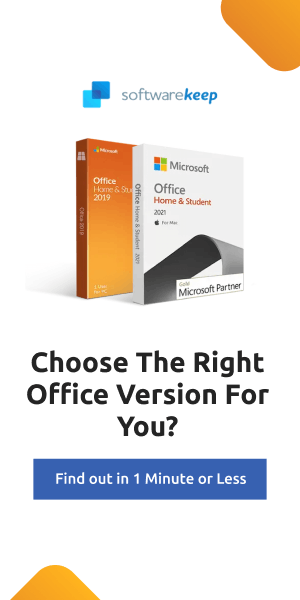 softwarekeep
Microsoft
Office
Home & Stu
2019
Office 2019
Microsoft
Office
Home & Student
2021
For Mac
Office
Home & Student
2021
Gold
Microsoft Partner
Choose The Right
Office Version For
You?
Find out in 1 Minute or Less